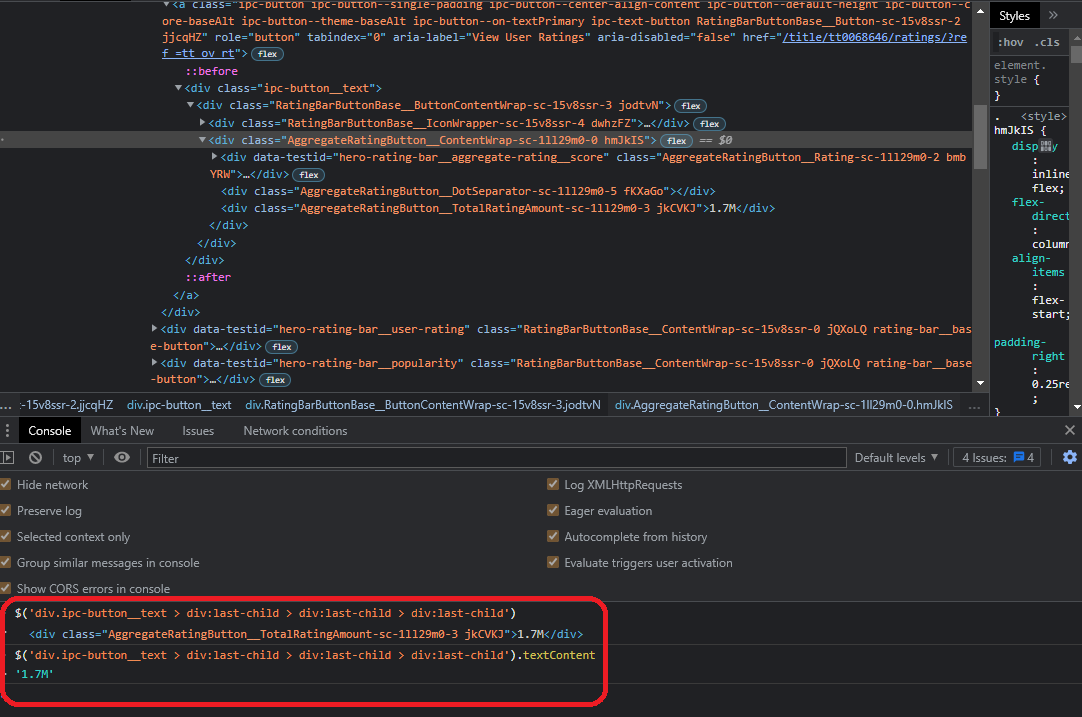 <a class="ipc-button ipc-button--single-padding ipc-button--center-align-content ipc-button--default-height ipc-button--c
ore-baseAlt ipc-button--theme-baseAlt ipc-button--on-textPrimary ipc-text-button RatingBarButtonBase__Button-sc-15v8ssr-2
jjcqHZ" role="button" tabindex="0" aria-label="View User Ratings" aria-disabled="false" href="/title/tt0068646/ratings/?re
f_=tt_ov_rt"> flex
::before
<div class="ipc-button__text">
<div class="RatingBarButtonBase__ButtonContentWrap-sc-15v8ssr-3 jodtvN"> flex
<div class="RatingBarButtonBase__IconWrapper-sc-15v8ssr-4 dwhzFZ">…</div> flex
<div class="AggregateRatingButton__ContentWrap-sc-1ll29m0-0 hmJkIS"> flex == $0
<div data-testid="hero-rating-bar__aggregate-rating__score" class="AggregateRatingButton__Rating-sc-1ll29m0-2 bmb
YRW">…</div> flex
<div class="AggregateRatingButton__DotSeparator-sc-1ll29m0-5 fKXaGo"></div>
<div class="AggregateRatingButton__TotalRatingAmount-sc-1ll29m0-3 jkCVKJ">1.7M</div>
</div>
</div>
</div>
::after
</a>
</div>
<div data-testid="hero-rating-bar__user-rating" class="RatingBarButtonBase__ContentWrap-sc-15v8ssr-0 jQXoLQ rating-bar__bas
e-button">…</div> flex
<div data-testid="hero-rating-bar__popularity" class="RatingBarButtonBase__ContentWrap-sc-15v8ssr-0 jQXoLQ rating-bar__base
-button">…</div> flex
… :-15v8ssr-2.jjcqHZ div.ipc-button__text div.RatingBarButtonBase__ButtonContentWrap-sc-15v8ssr-3.jodtvN div.AggregateRatingButton__ContentWrap-sc-1ll29m0-0.hmJkIS …
Styles »
:hov .cls
element.
style {
}
. <style>
hmJkIS {
display
:
inline
flex;
flex-
direct
:
column
align-
items
:
flex-
start;
padding-
right
:
0.25re
;
}
Console What's New Issues Network conditions
top ▼ Filter Default levels ▼ 4 Issues: 4
Hide network Log XMLHttpRequests
Preserve log Eager evaluation
Selected context only Autocomplete from history
Group similar messages in console Evaluate triggers user activation
Show CORS errors in console
$('div.ipc-button__text > div:last-child > div:last-child > div:last-child')
<div class="AggregateRatingButton__TotalRatingAmount-sc-1ll29m0-3 jkCVKJ">1.7M</div>
$('div.ipc-button__text > div:last-child > div:last-child > div:last-child').textContent
'1.7M'